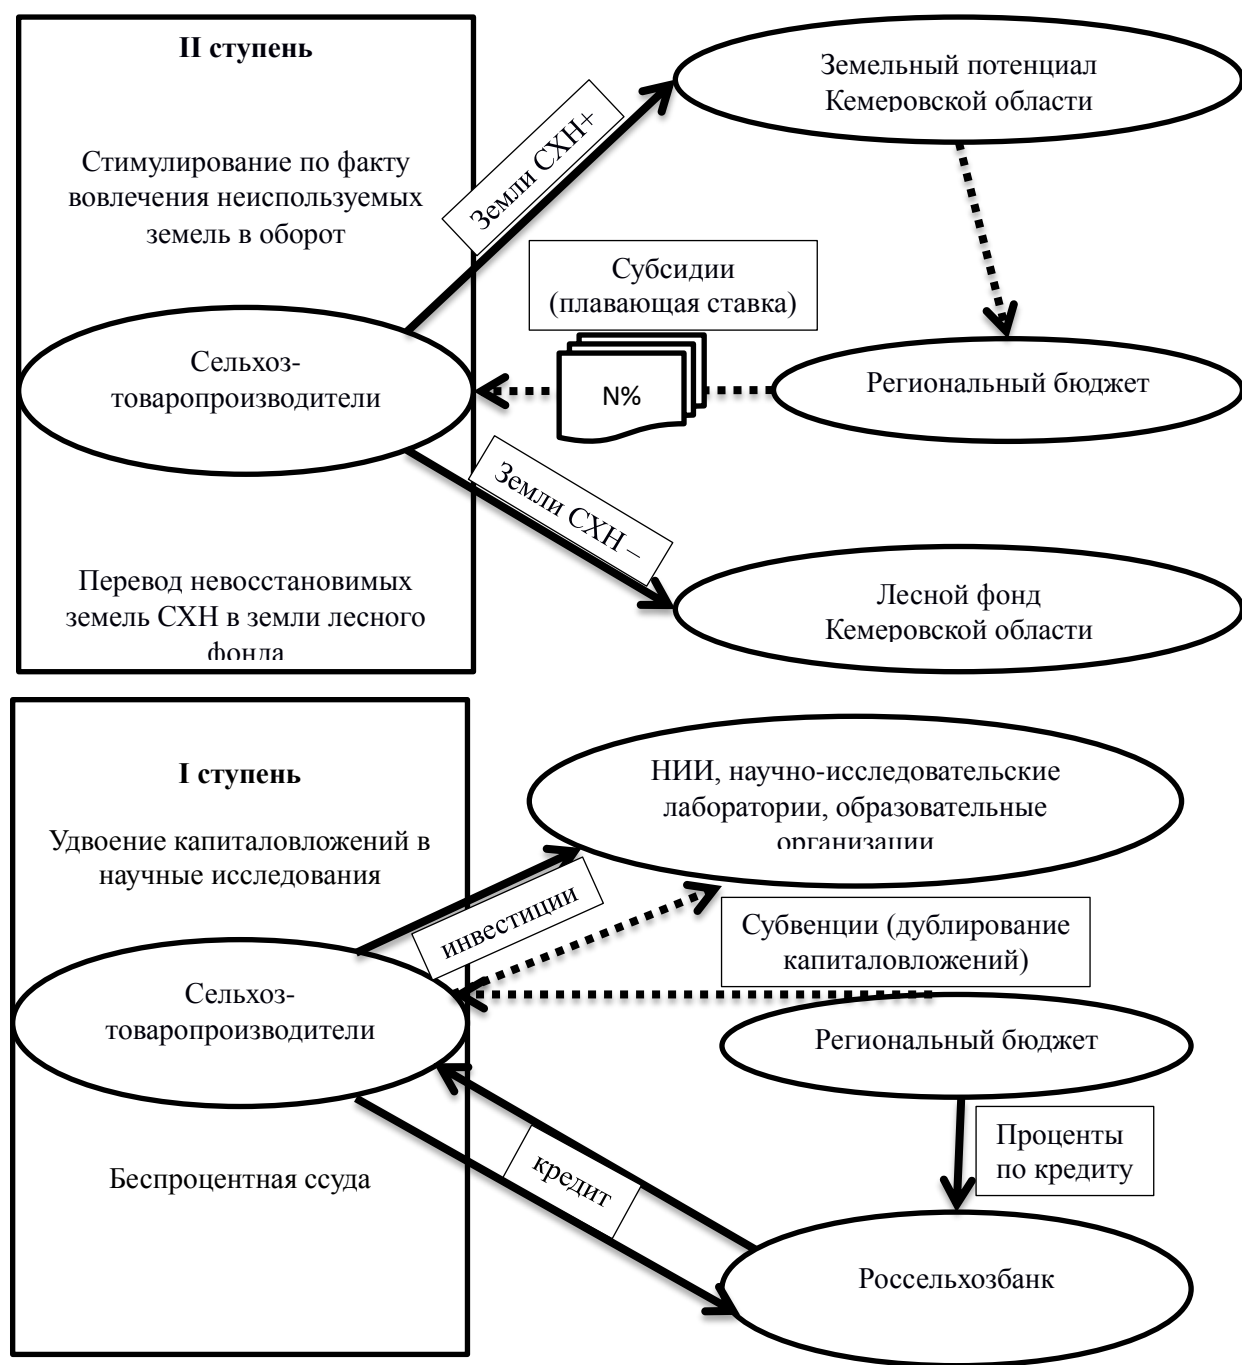 II ступень
Стимулирование по факту
вовлечения неиспользуемых
земель в оборот
Сельхоз-
товаропроизводители
Перевод невосстановимых
земель СХН в земли лесного
фонда
Земли СХН+
Земельный потенциал
Кемеровской области
Субсидии
(плавающая ставка)
N%
Региональный бюджет
Земли СХН –
Лесной фонд
Кемеровской области
I ступень
Удвоение капиталовложений в
научные исследования
Сельхоз-
товаропроизводители
Беспроцентная ссуда
НИИ, научно-исследовательские
лаборатории, образовательные
организации
инвестиции
Субвенции (дублирование
капиталовложений)
Региональный бюджет
Проценты
по кредиту
кредит
Россельхозбанк